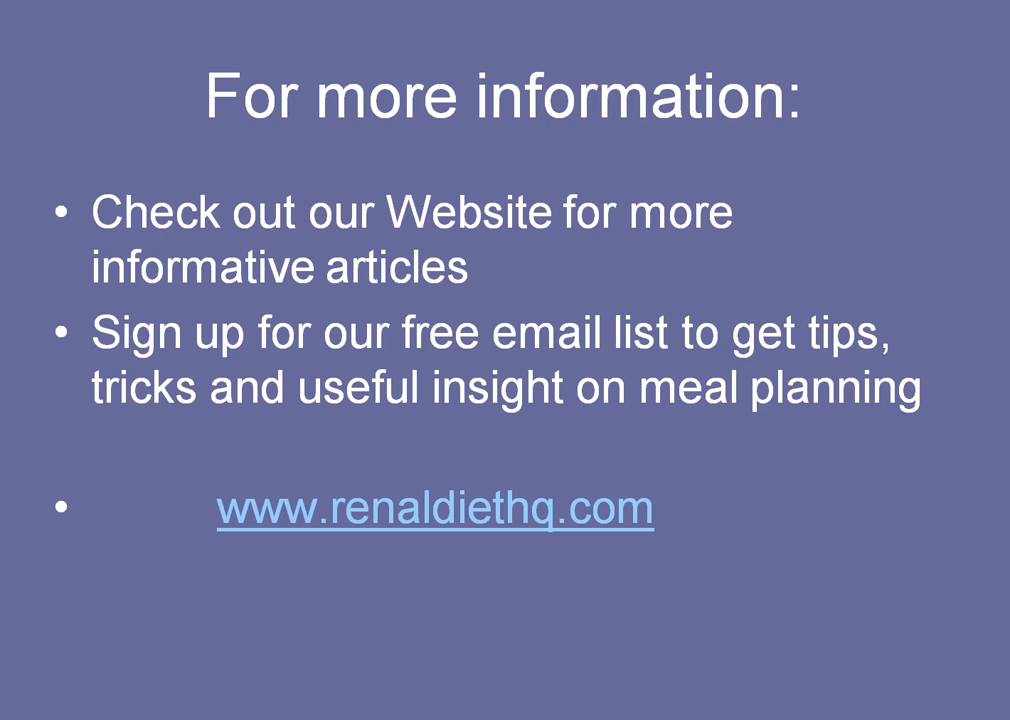 For more information:
• Check out our Website for more
informative articles
• Sign up for our free email list to get tips,
tricks and useful insight on meal planning
• www.renaldiethq.com